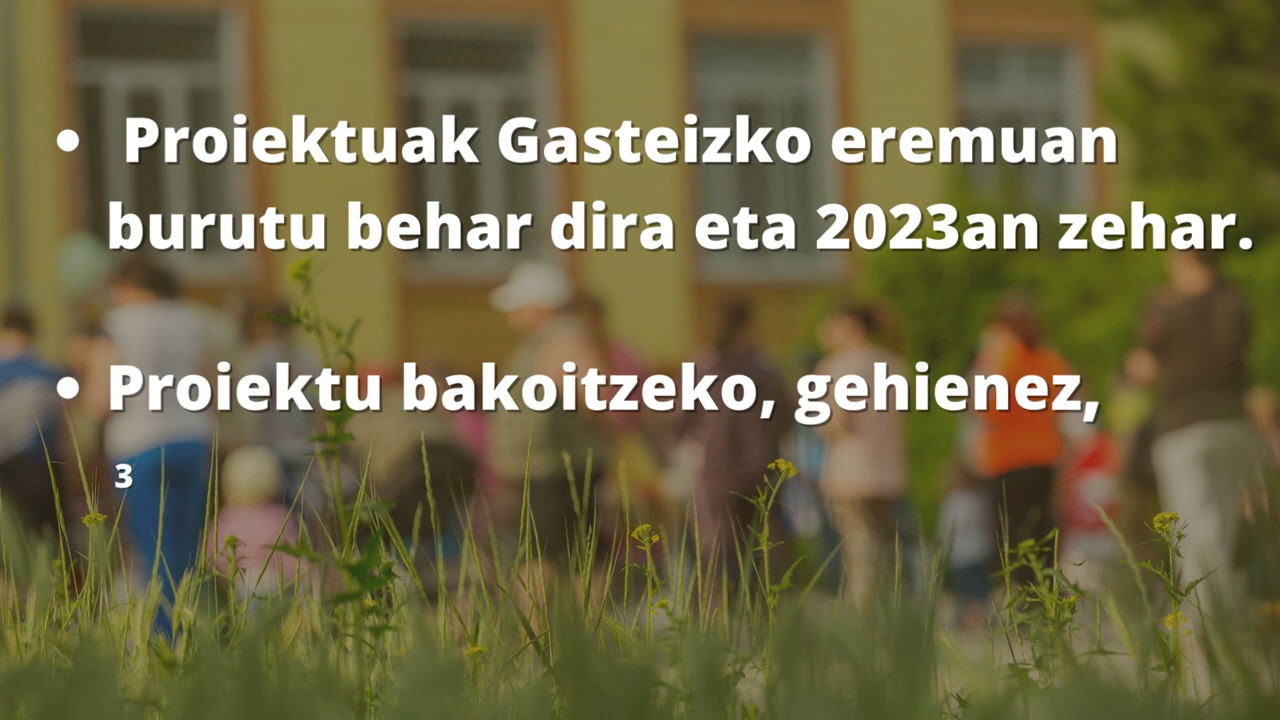 • Proiektuak Gasteizko eremuan
burutu behar dira eta 2023an zehar.
• Proiektu bakoitzeko, gehienez,
3